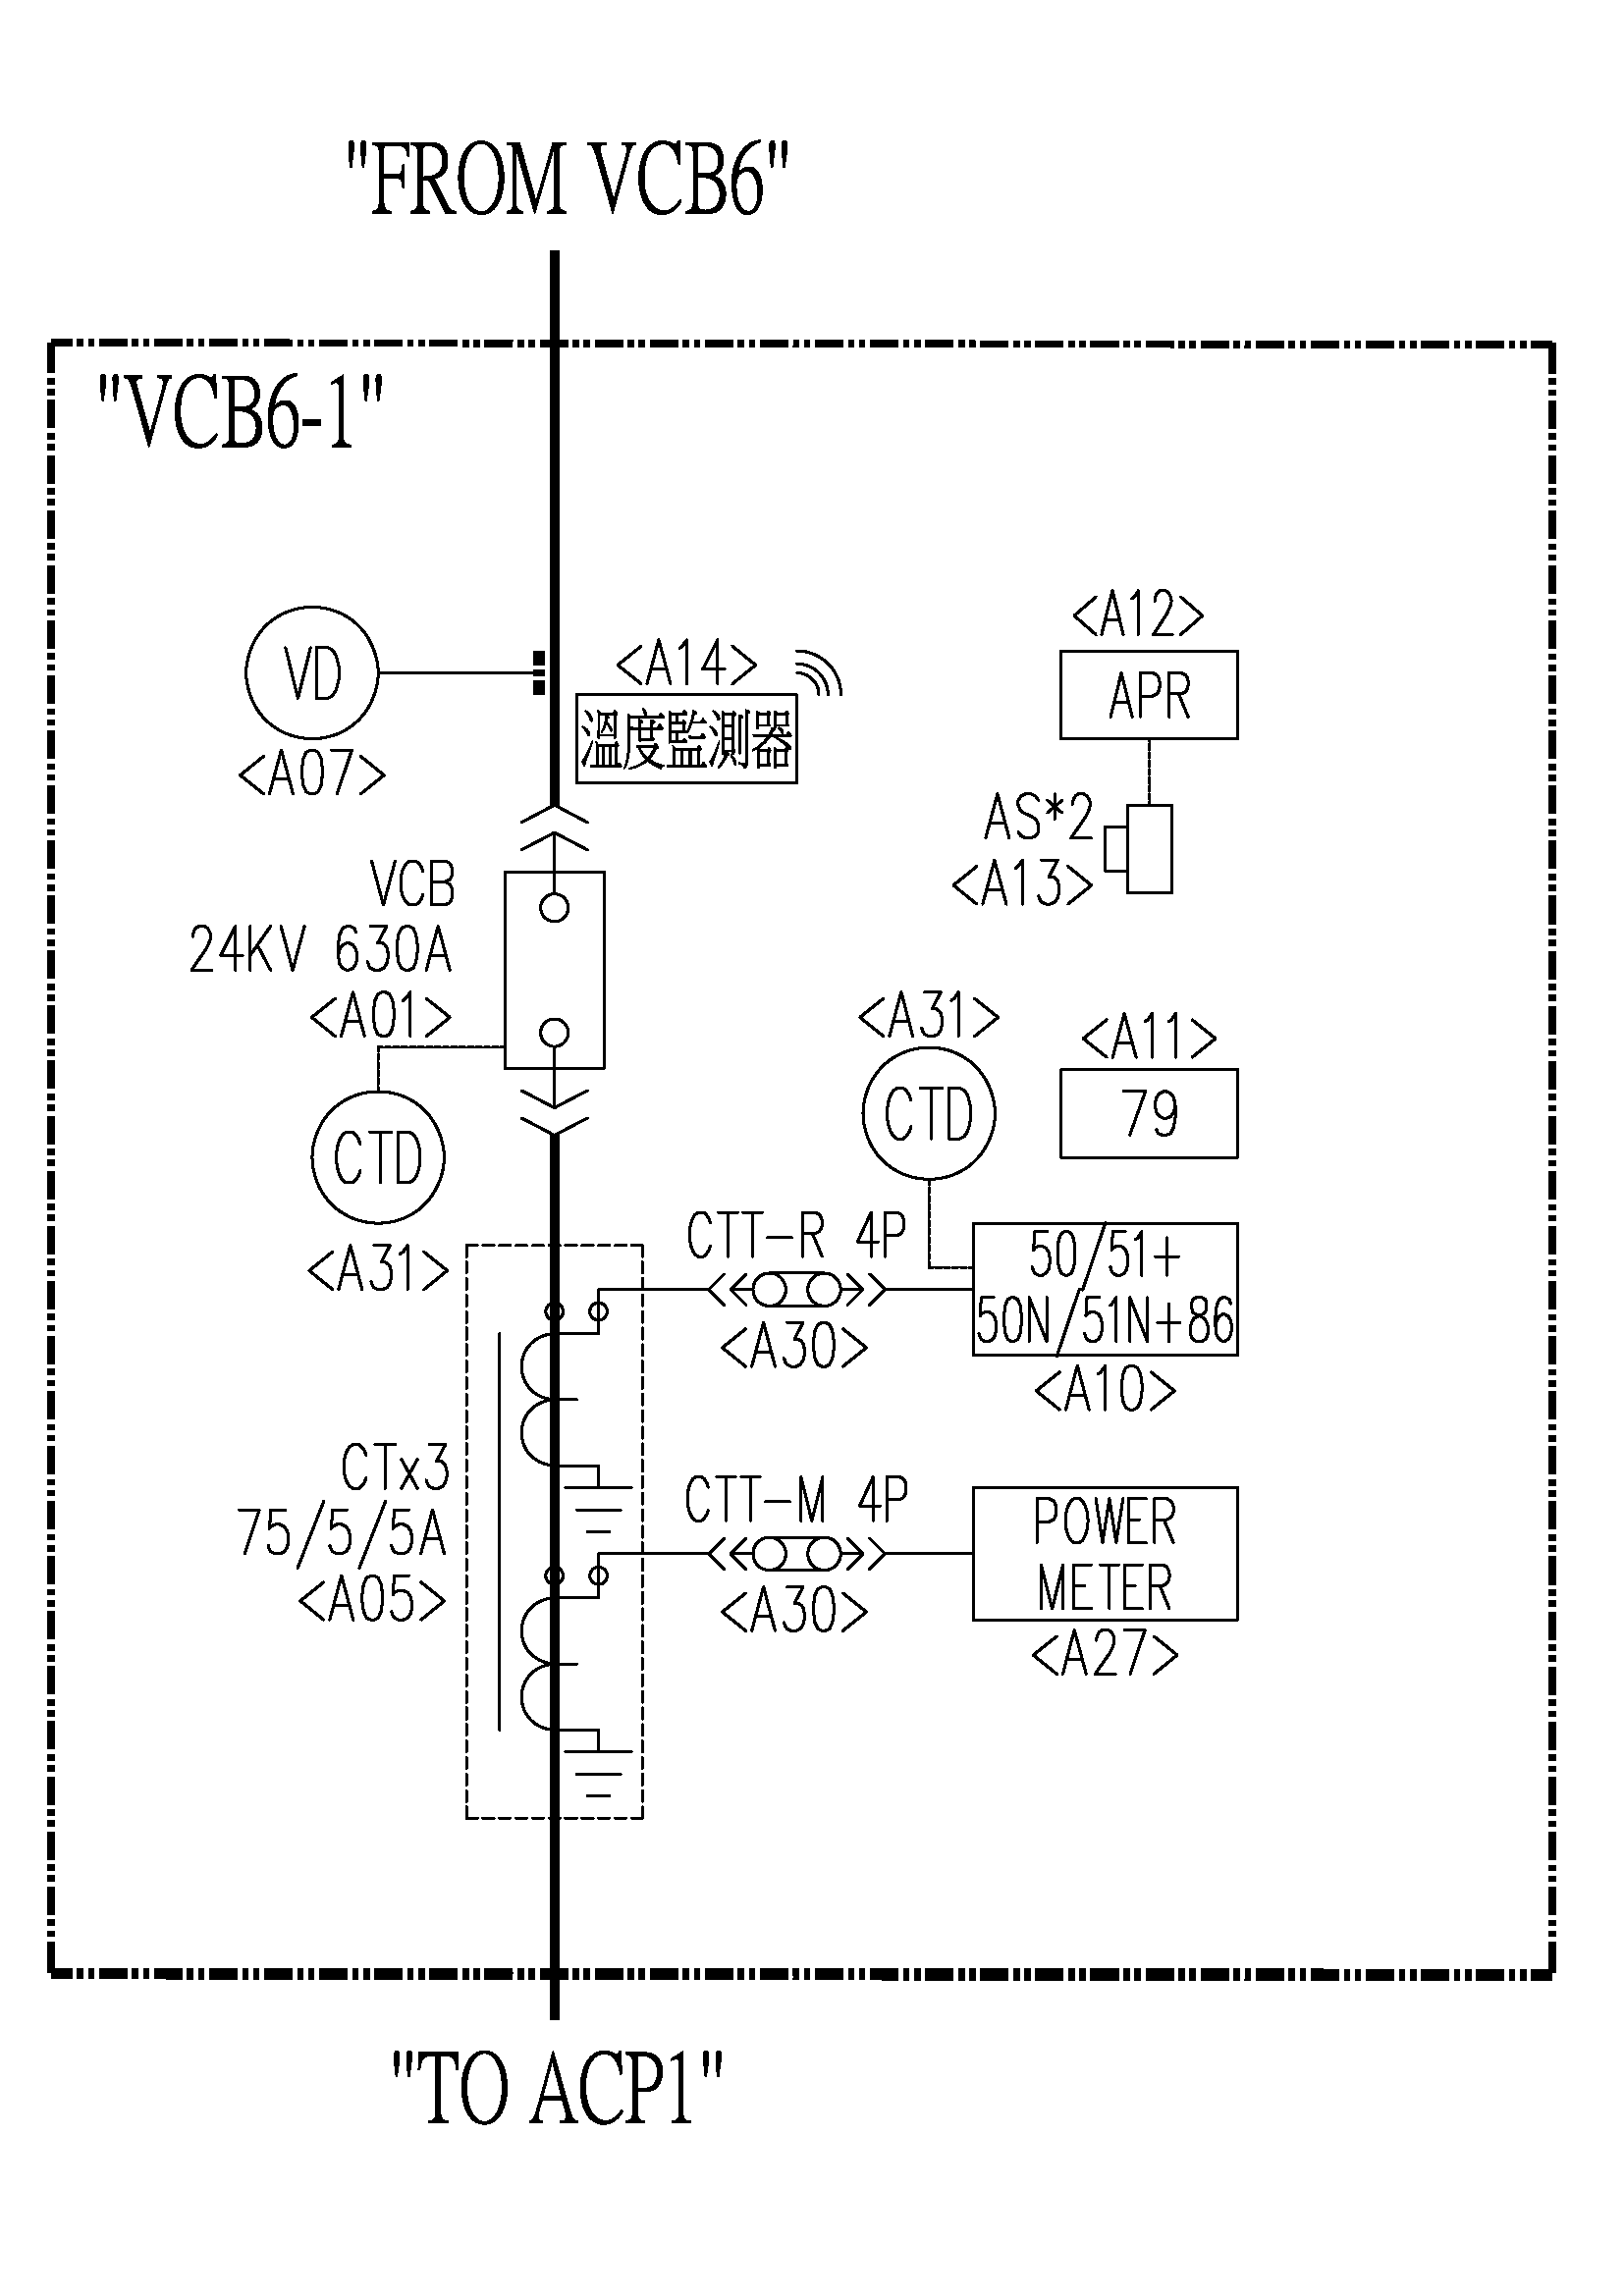 "FROM VCB6"
"VCB6-1"
<A12>
APR
<A14>
溫度監測器
VD
<A07>
AS*2
<A13>
VCB
24KV 630A
<A01>
<A31>
CTD
<A11>
79
CTD
<A31>
CTT-R 4P
<A30>
50/51+
50N/51N+86
<A10>
CTx3
75/5/5A
<A05>
CTT-M 4P
<A30>
POWER
METER
<A27>
"TO ACP1"